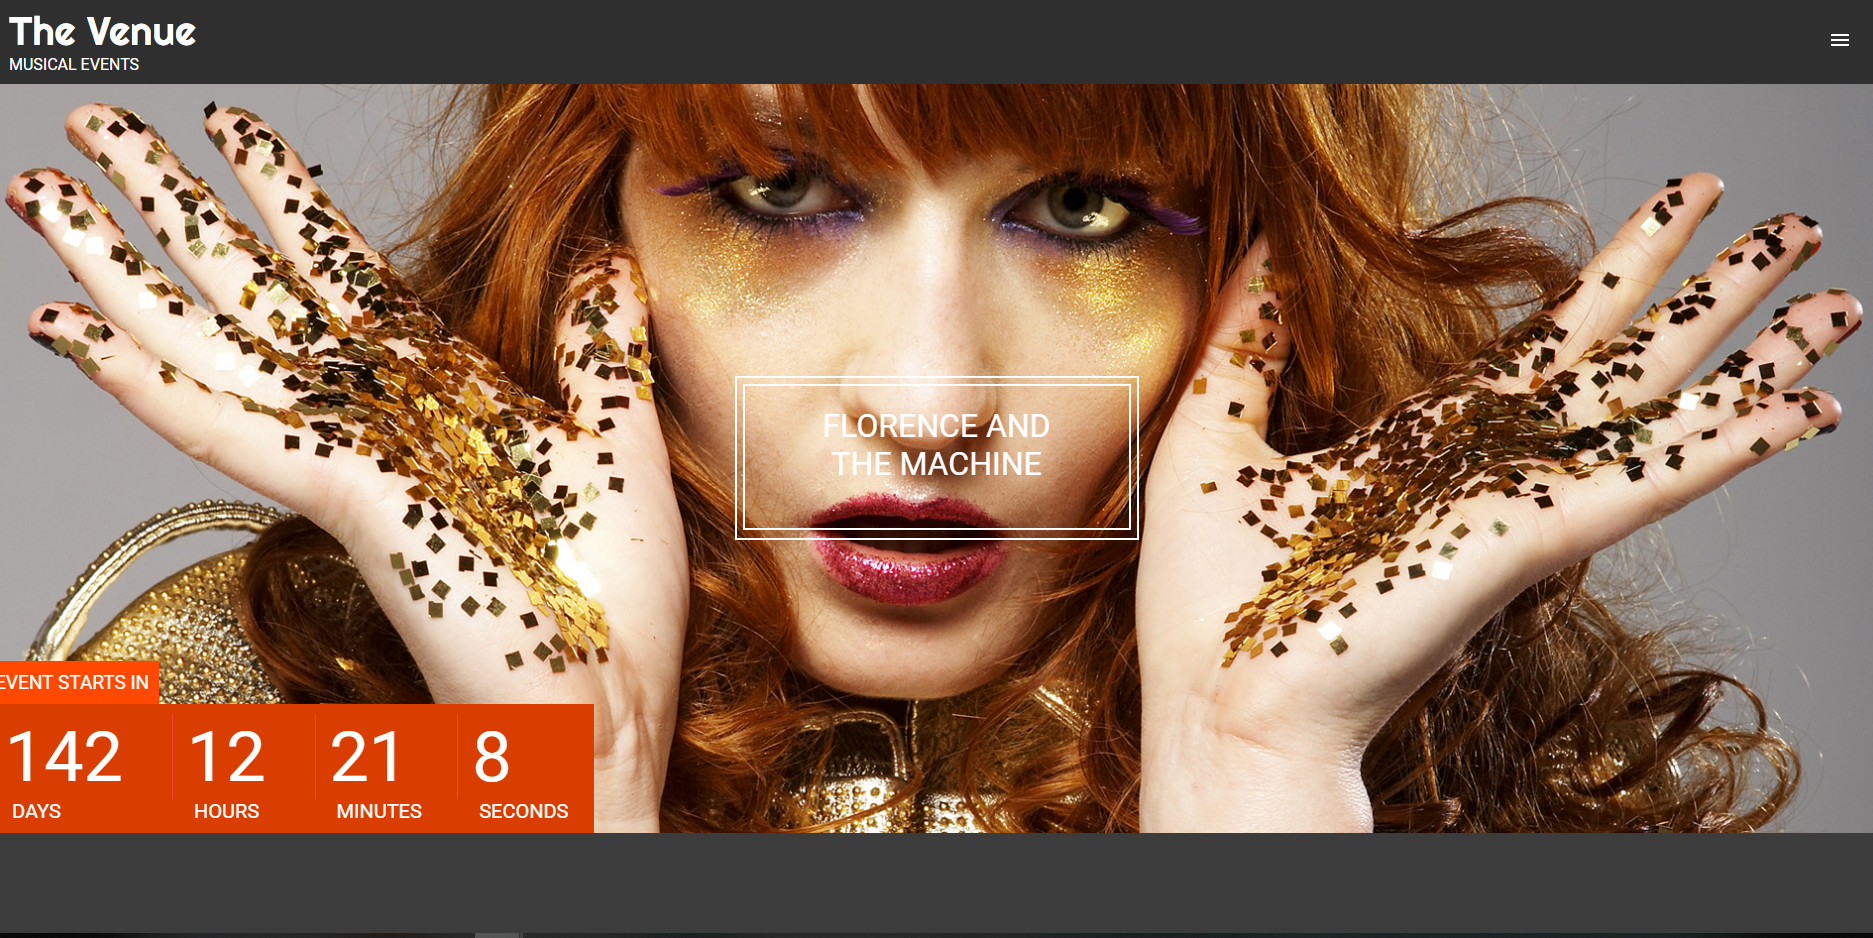 The Venue
MUSICAL EVENTS
FLORENCE AND
THE MACHINE
EVENT STARTS IN
142 12 21 8
DAYS HOURS MINUTES SECONDS